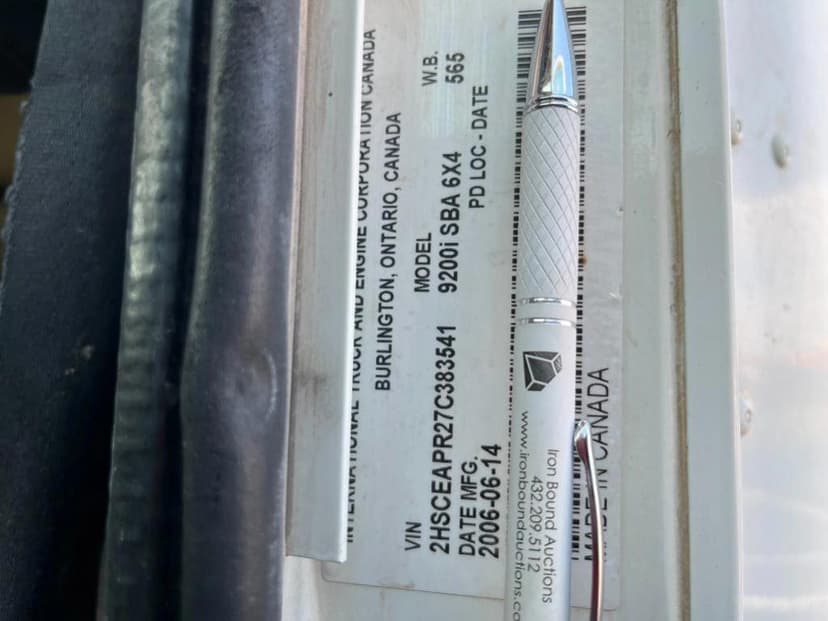 INTERNATIONAL TRUCK AND ENGINE CORPORATION CANADA
BURLINGTON, ONTARIO, CANADA
VIN
2HSCEAPR27C383541
MODEL
9200i SBA 6X4
W.B.
565
DATE MFG.
2006-06-14
PD LOC - DATE
MADE IN CANADA
Iron Bound Auctions
432.209.5112
www.ironboundauctions.co